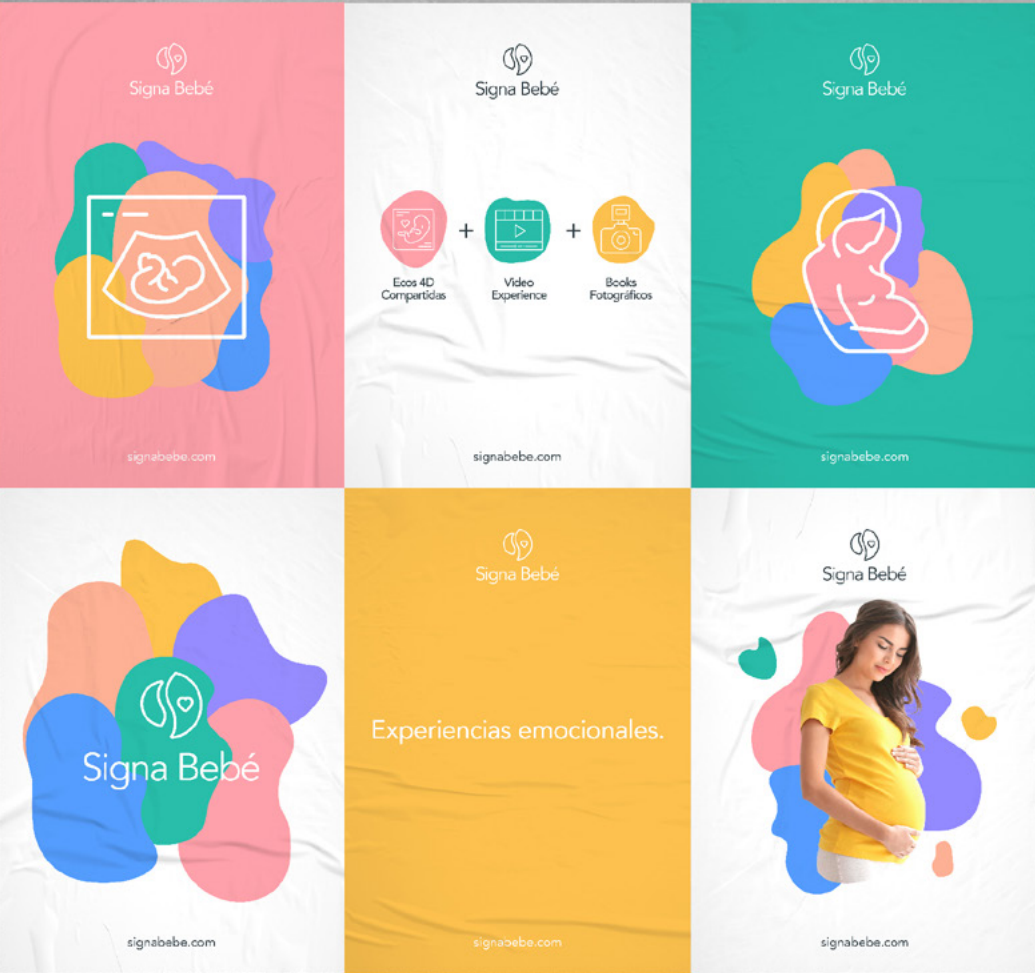 Signa Bebé
signabebe.com
Signa Bebé
Ecos 4D
Compartidas
+
Video
Experience
+
Books
Fotográficos
signabebe.com
Signa Bebé
signabebe.com
Signa Bebé
signabebe.com
Signa Bebé
Experiencias emocionales.
signabebe.com
Signa Bebé
signabebe.com